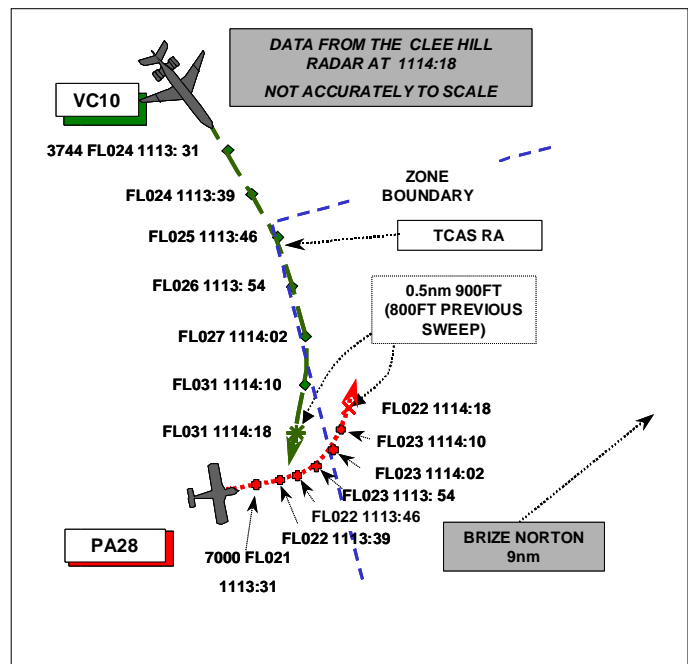 DATA FROM THE CLEE HILL
RADAR AT 1114:18
NOT ACCURATELY TO SCALE
VC10
3744 FL024 1113: 31
ZONE
BOUNDARY
FL024 1113:39
FL025 1113:46
TCAS RA
FL026 1113: 54
0.5nm 900FT
(800FT PREVIOUS
SWEEP)
FL027 1114:02
FL031 1114:10
FL031 1114:18
FL022 1114:18
FL023 1114:10
FL023 1114:02
FL023 1113: 54
FL022 1113:46
FL022 1113:39
PA28
7000 FL021
1113:31
BRIZE NORTON
9nm